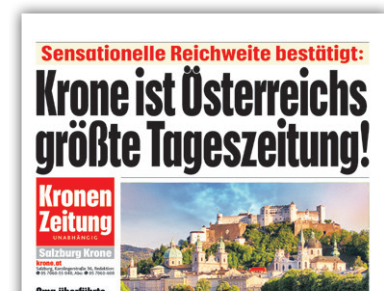 Sensationelle Reichweite bestätigt:
Krone ist Österreichs
größte Tageszeitung!
Kronen
Zeitung
UNABHÄNGIG
Salzburg Krone
krone.at